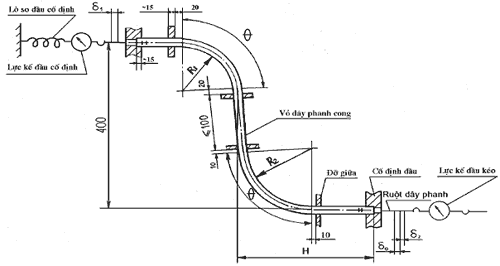 Lò so đầu cố định
δ₁
~15
20
θ
Lực kế đầu cố định
~15
R₁
20
400
≤100
Vỏ dây phanh cong
10
R₂
θ
Đỡ giữa
Cố định đầu
Lực kế đầu kéo
Ruột dây phanh
10
H
δ₂
δ₀